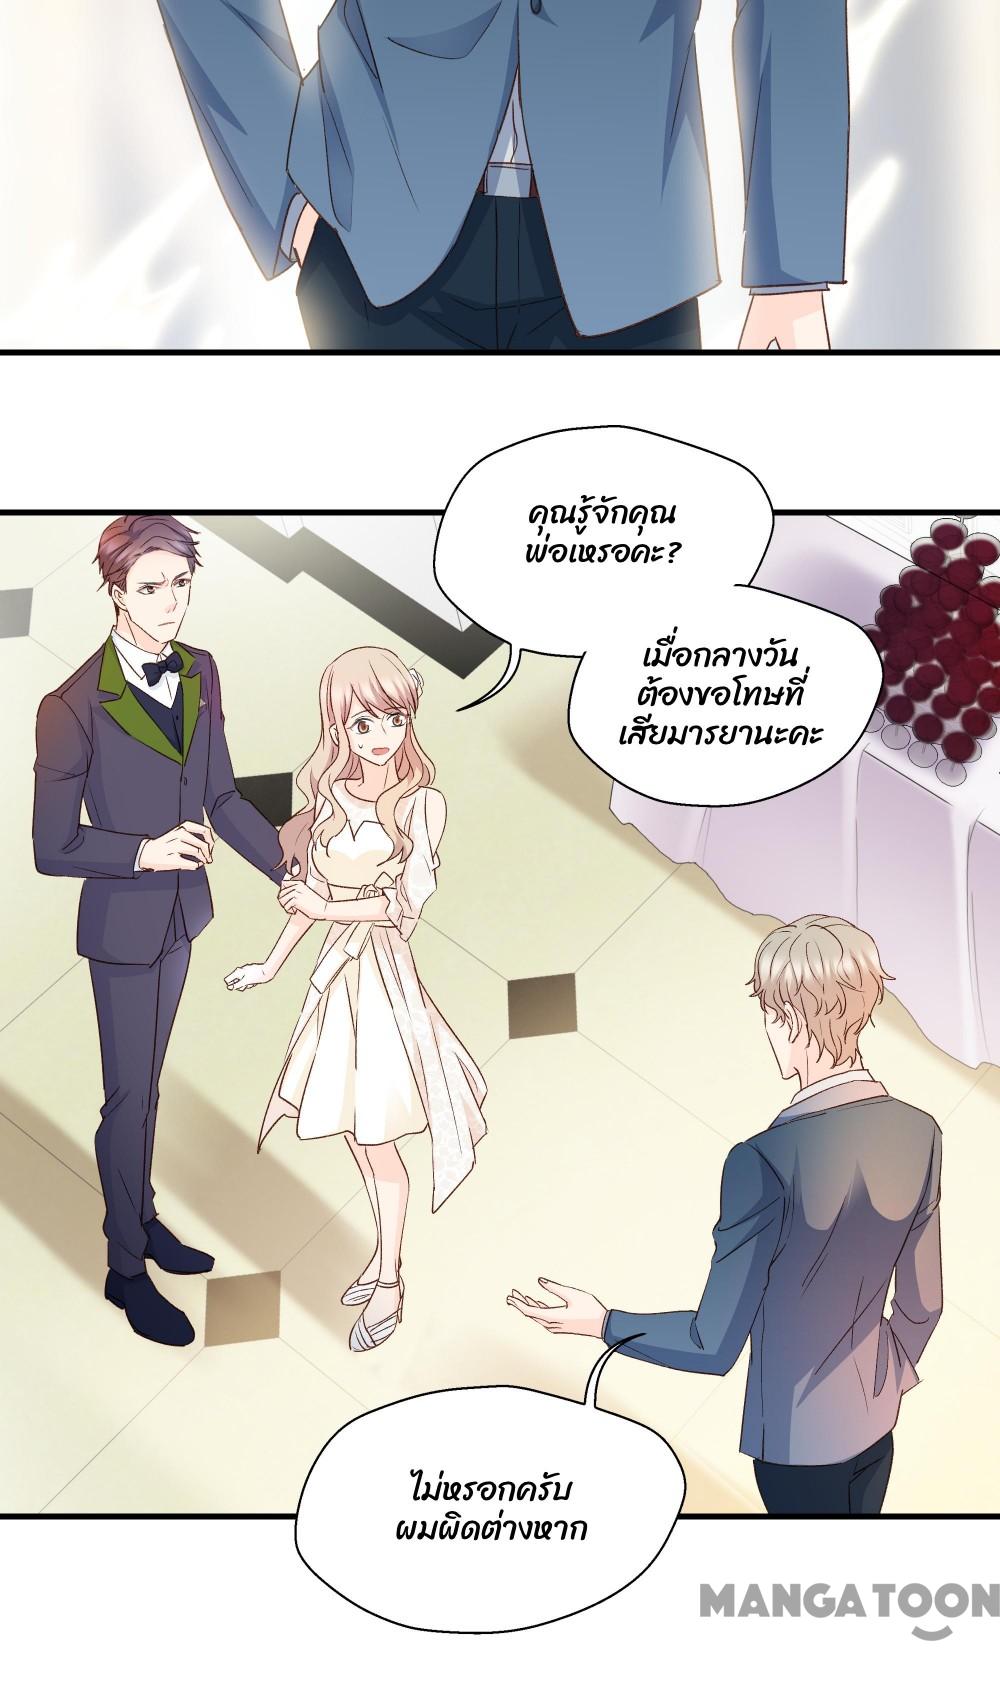 คุณรู้จักคุณ
พ่อเหรอคะ?
เมื่อกลางวัน
ต้องขอโทษที่
เสียมารยานะคะ
ไม่หรอกครับ
ผมผิดต่างหาก
MANGATOON